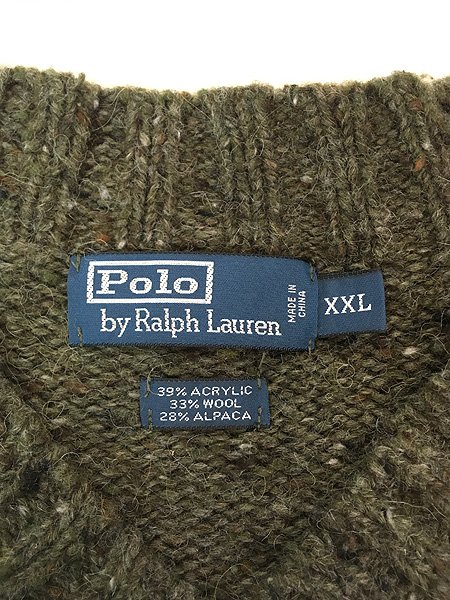 Polo
by Ralph Lauren
MADE IN
CHINA
XXL
39% ACRYLIC
33% WOOL
28% ALPACA